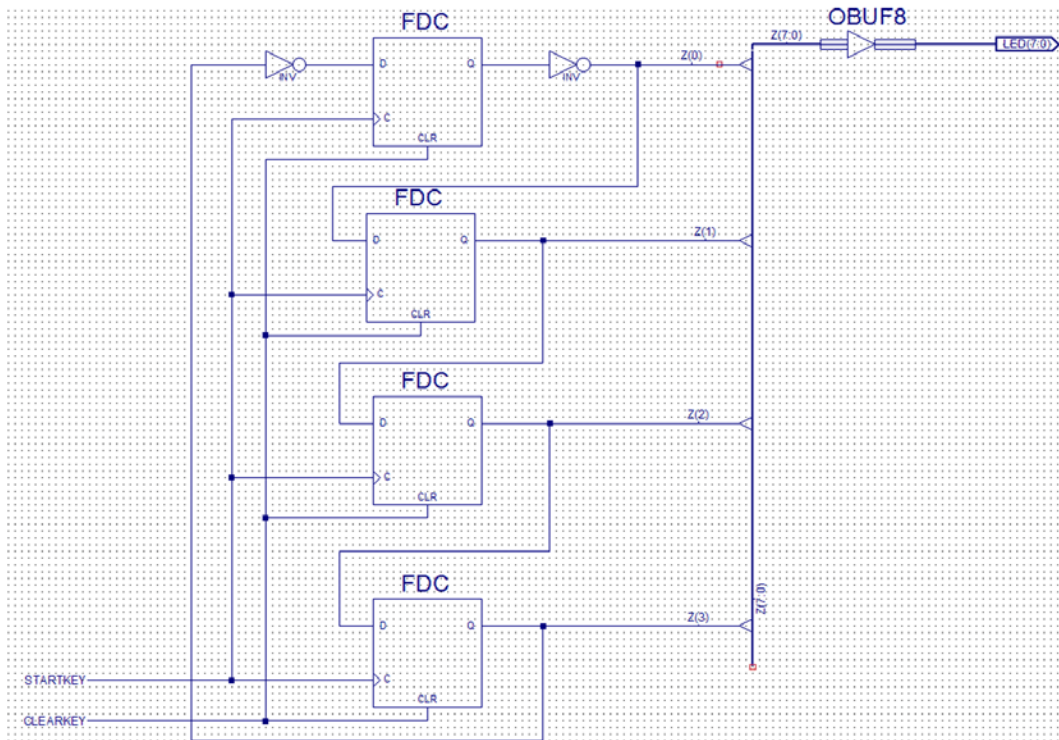 FDC
OBUF8
Z(7:0)
LED(7:0)
INV
D
Q
INV
Z(0)
C
CLR
FDC
D
Q
Z(1)
C
CLR
FDC
D
Q
Z(2)
C
CLR
FDC
Z(7:0)
D
Q
Z(3)
STARTKEY
C
CLR
CLEARKEY